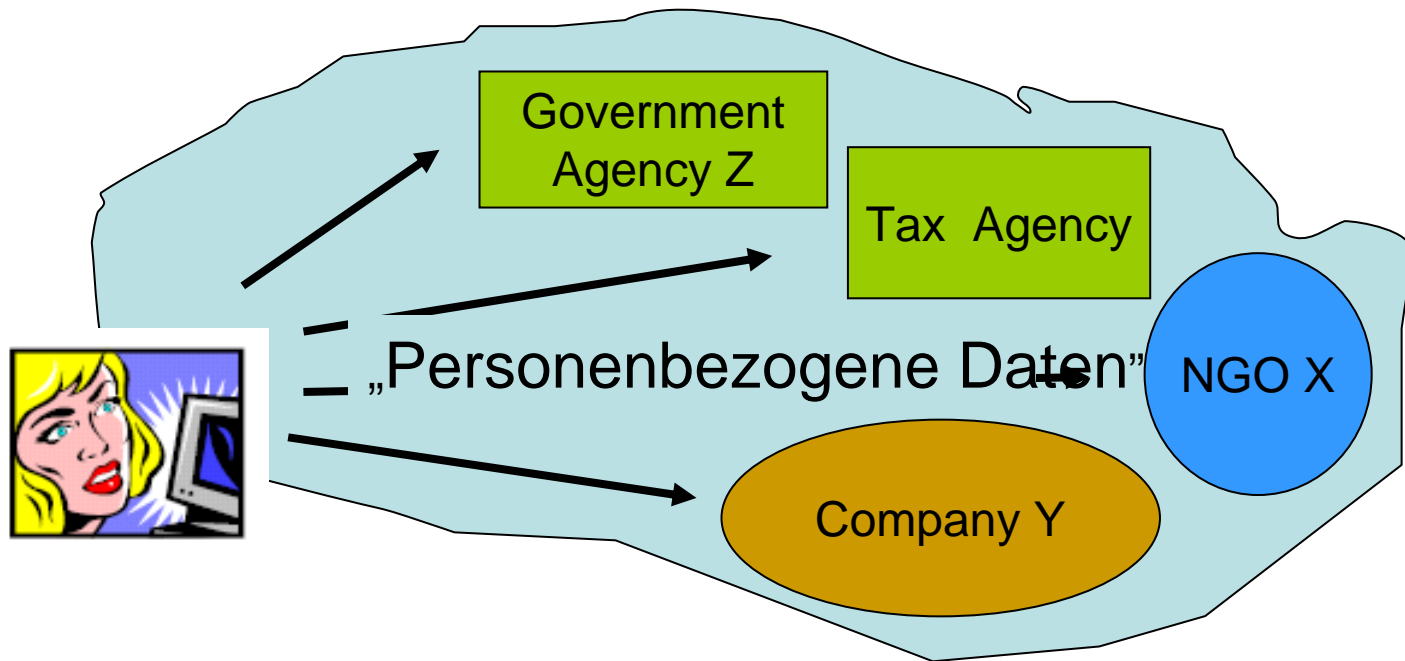 Government
Agency Z
Tax Agency
„Personenbezogene Daten”
NGO X
Company Y